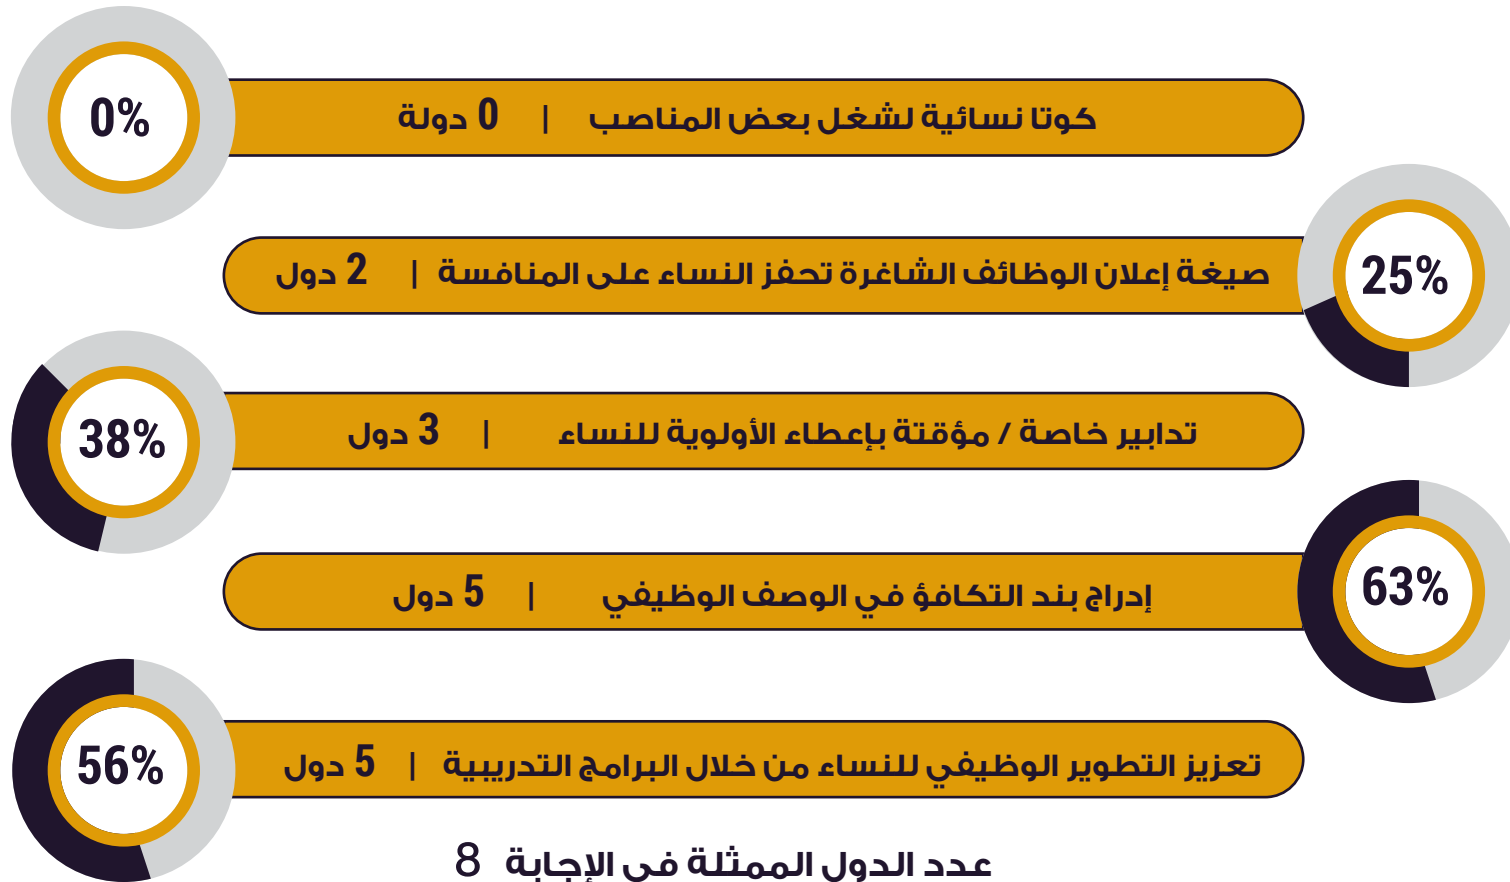 0%
كوتا نسائية لشغل بعض المناصب | 0 دولة
25%
صيغة إعلان الوظائف الشاغرة تحفز النساء على المنافسة | 2 دول
38%
تدابير خاصة / مؤقتة بإعطاء الأولوية للنساء | 3 دول
63%
إدراج بند التكافؤ في الوصف الوظيفي | 5 دول
56%
تعزيز التطوير الوظيفي للنساء من خلال البرامج التدريبية | 5 دول
عدد الدول الممثلة في الإجابة 8